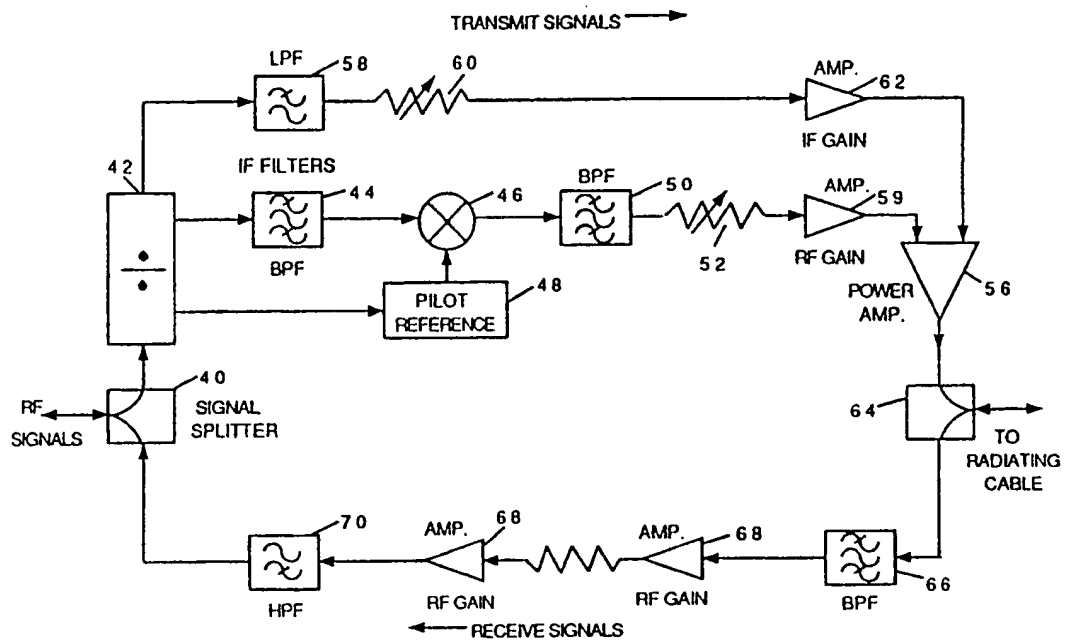 TRANSMIT SIGNALS
LPF
58
60
AMP.
62
IF GAIN
42
IF FILTERS
44
BPF
46
BPF
50
52
AMP.
59
RF GAIN
PILOT
REFERENCE
48
POWER
AMP.
56
40
RF
SIGNALS
SIGNAL
SPLITTER
64
TO
RADIATING
CABLE
70
HPF
AMP.
68
RF GAIN
AMP.
68
RF GAIN
BPF
66
RECEIVE SIGNALS